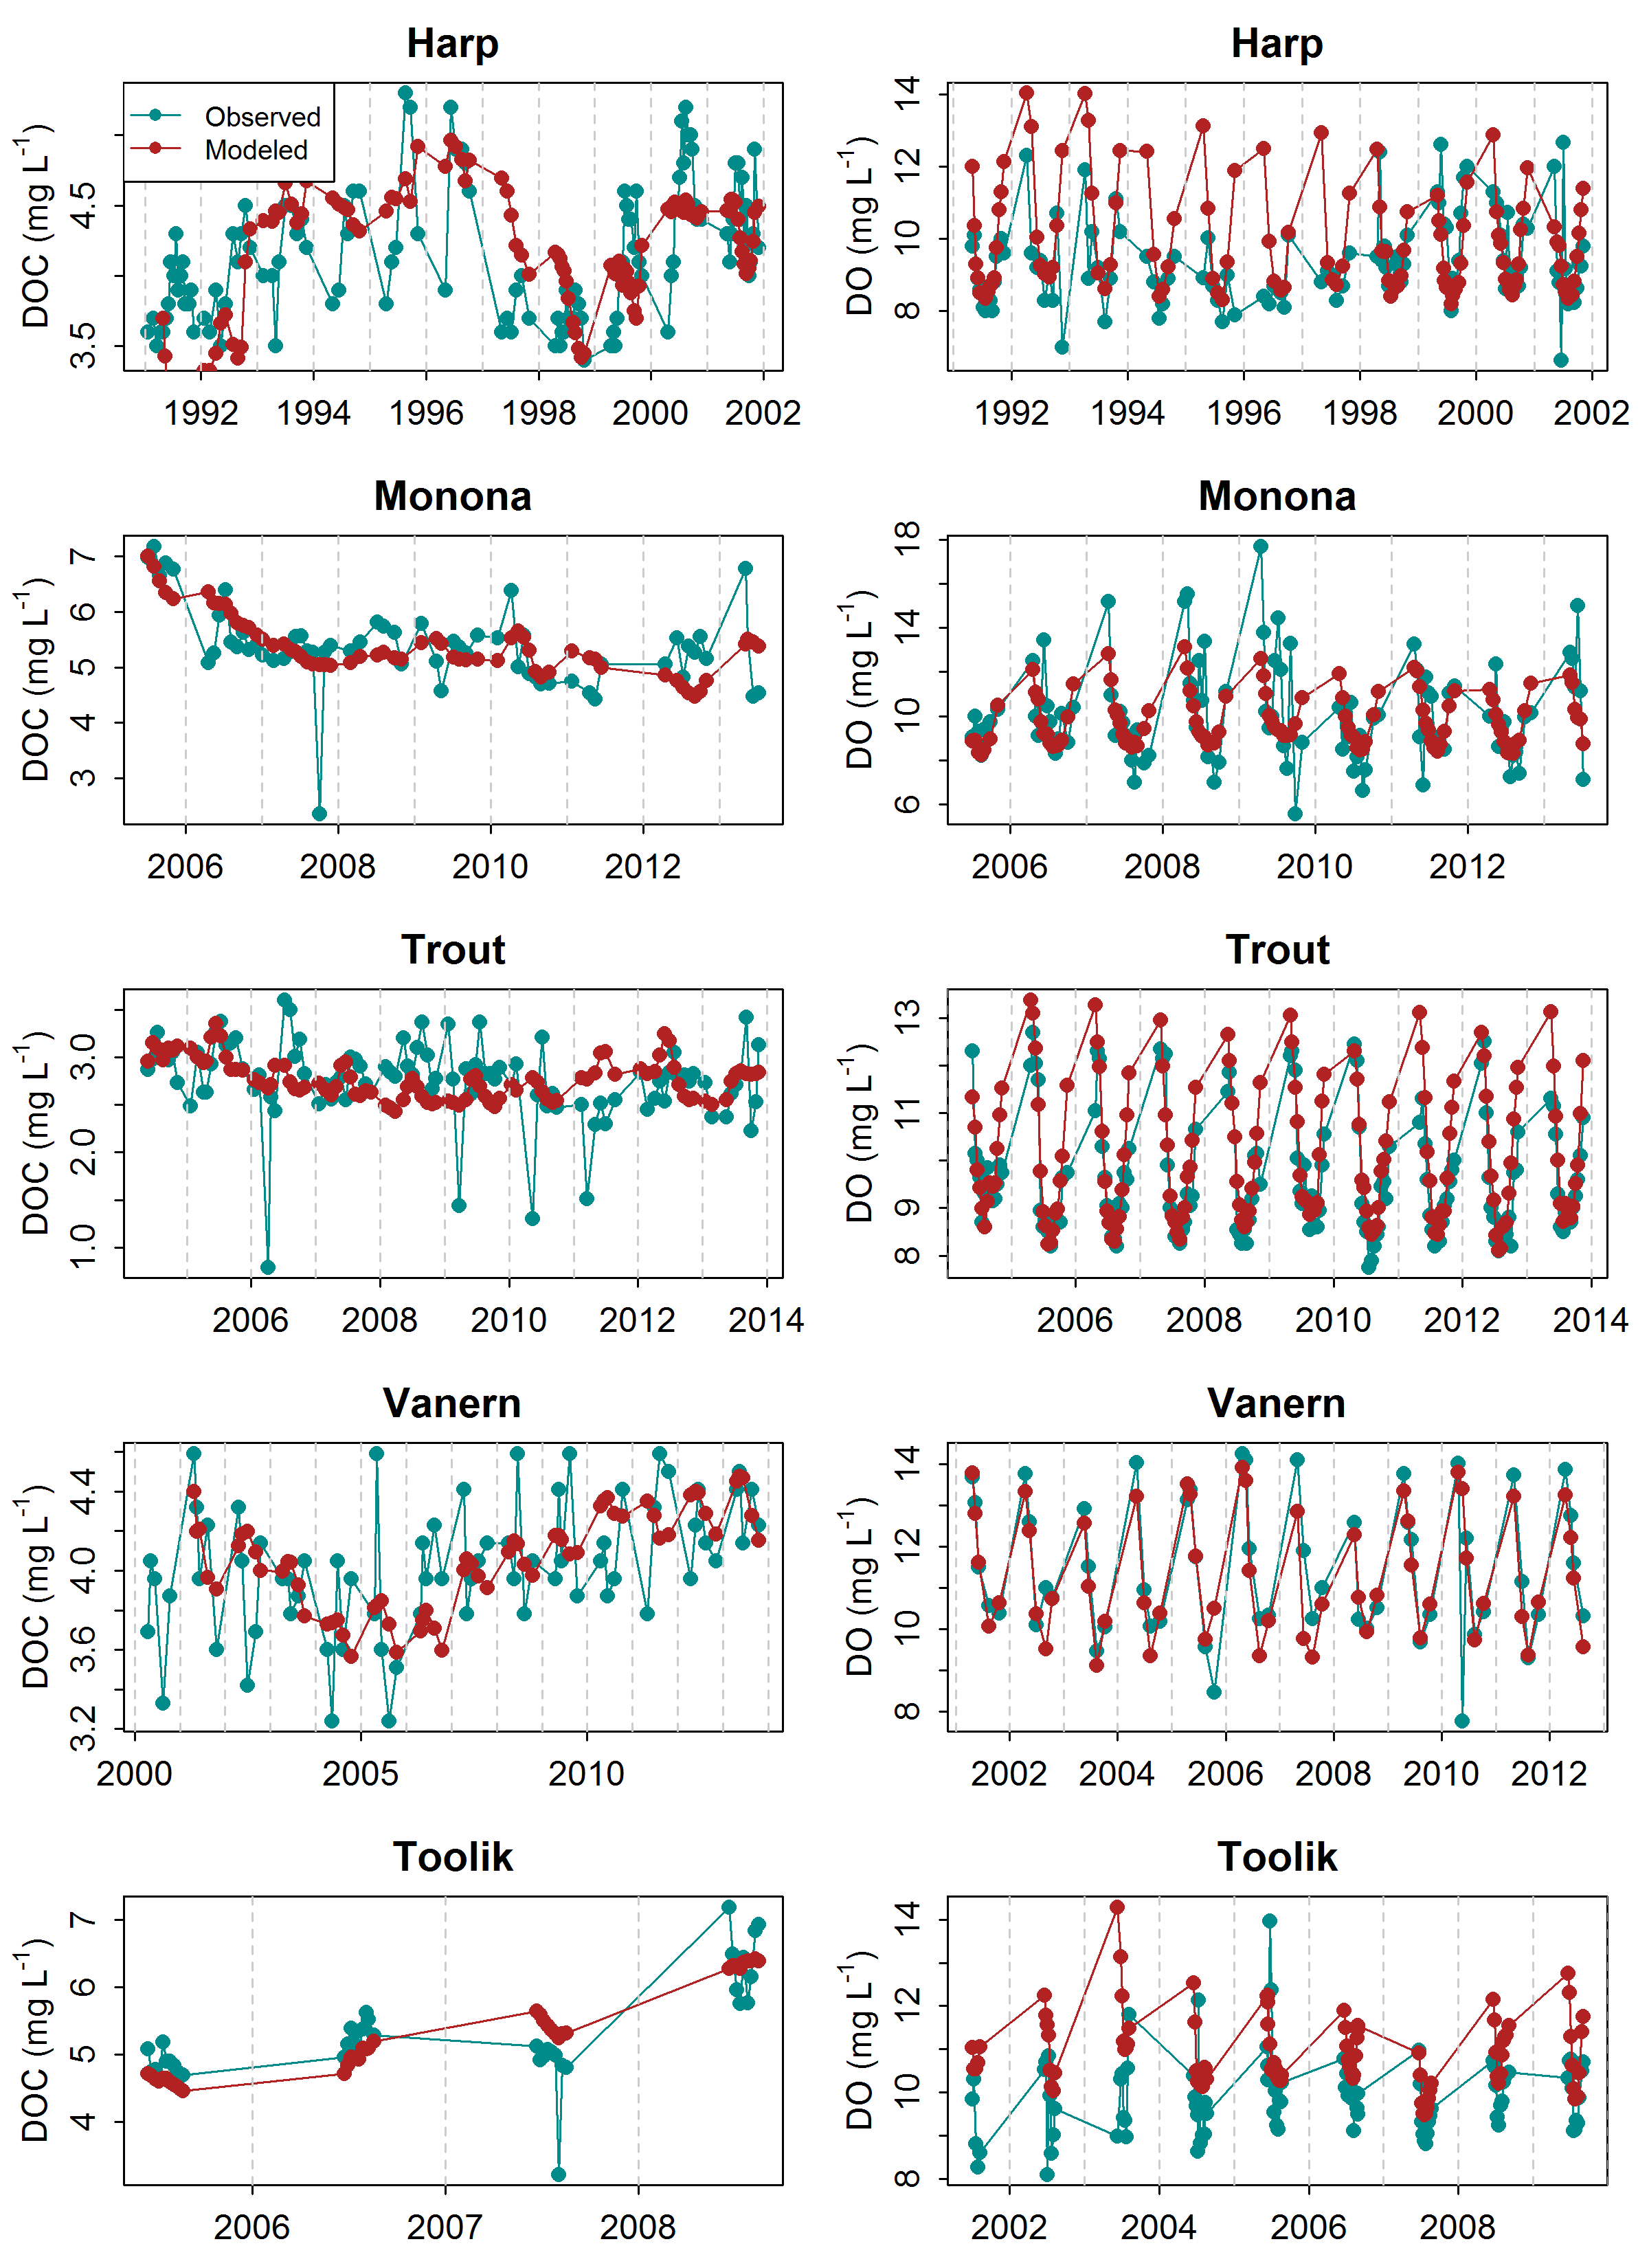 Harp
DOC (mg L-1)
4.5
3.5
Observed
Modeled
1992 1994 1996 1998 2000 2002
Harp
DO (mg L-1)
14
12
10
8
1992 1994 1996 1998 2000 2002
Monona
DOC (mg L-1)
7
6
5
4
3
2006 2008 2010 2012
Monona
DO (mg L-1)
18
14
10
6
2006 2008 2010 2012
Trout
DOC (mg L-1)
3.0
2.0
1.0
2006 2008 2010 2012 2014
Trout
DO (mg L-1)
13
11
9
8
2006 2008 2010 2012 2014
Vanern
DOC (mg L-1)
4.4
4.0
3.6
3.2
2000 2005 2010
Vanern
DO (mg L-1)
14
12
10
8
2002 2004 2006 2008 2010 2012
Toolik
DOC (mg L-1)
7
6
5
4
2006 2007 2008
Toolik
DO (mg L-1)
14
12
10
8
2002 2004 2006 2008